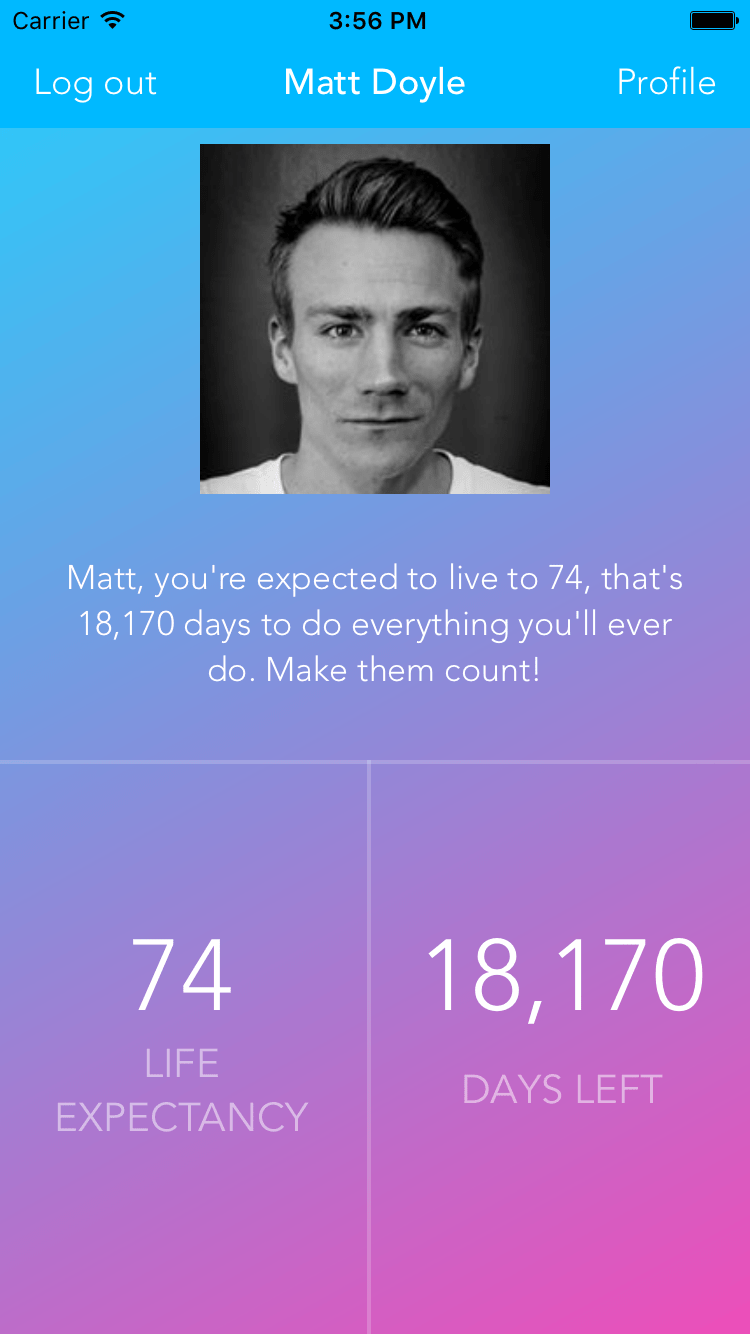 Carrier 3:56 PM
Log out Matt Doyle Profile
Matt, you're expected to live to 74, that's
18,170 days to do everything you'll ever
do. Make them count!
74
LIFE
EXPECTANCY
18,170
DAYS LEFT